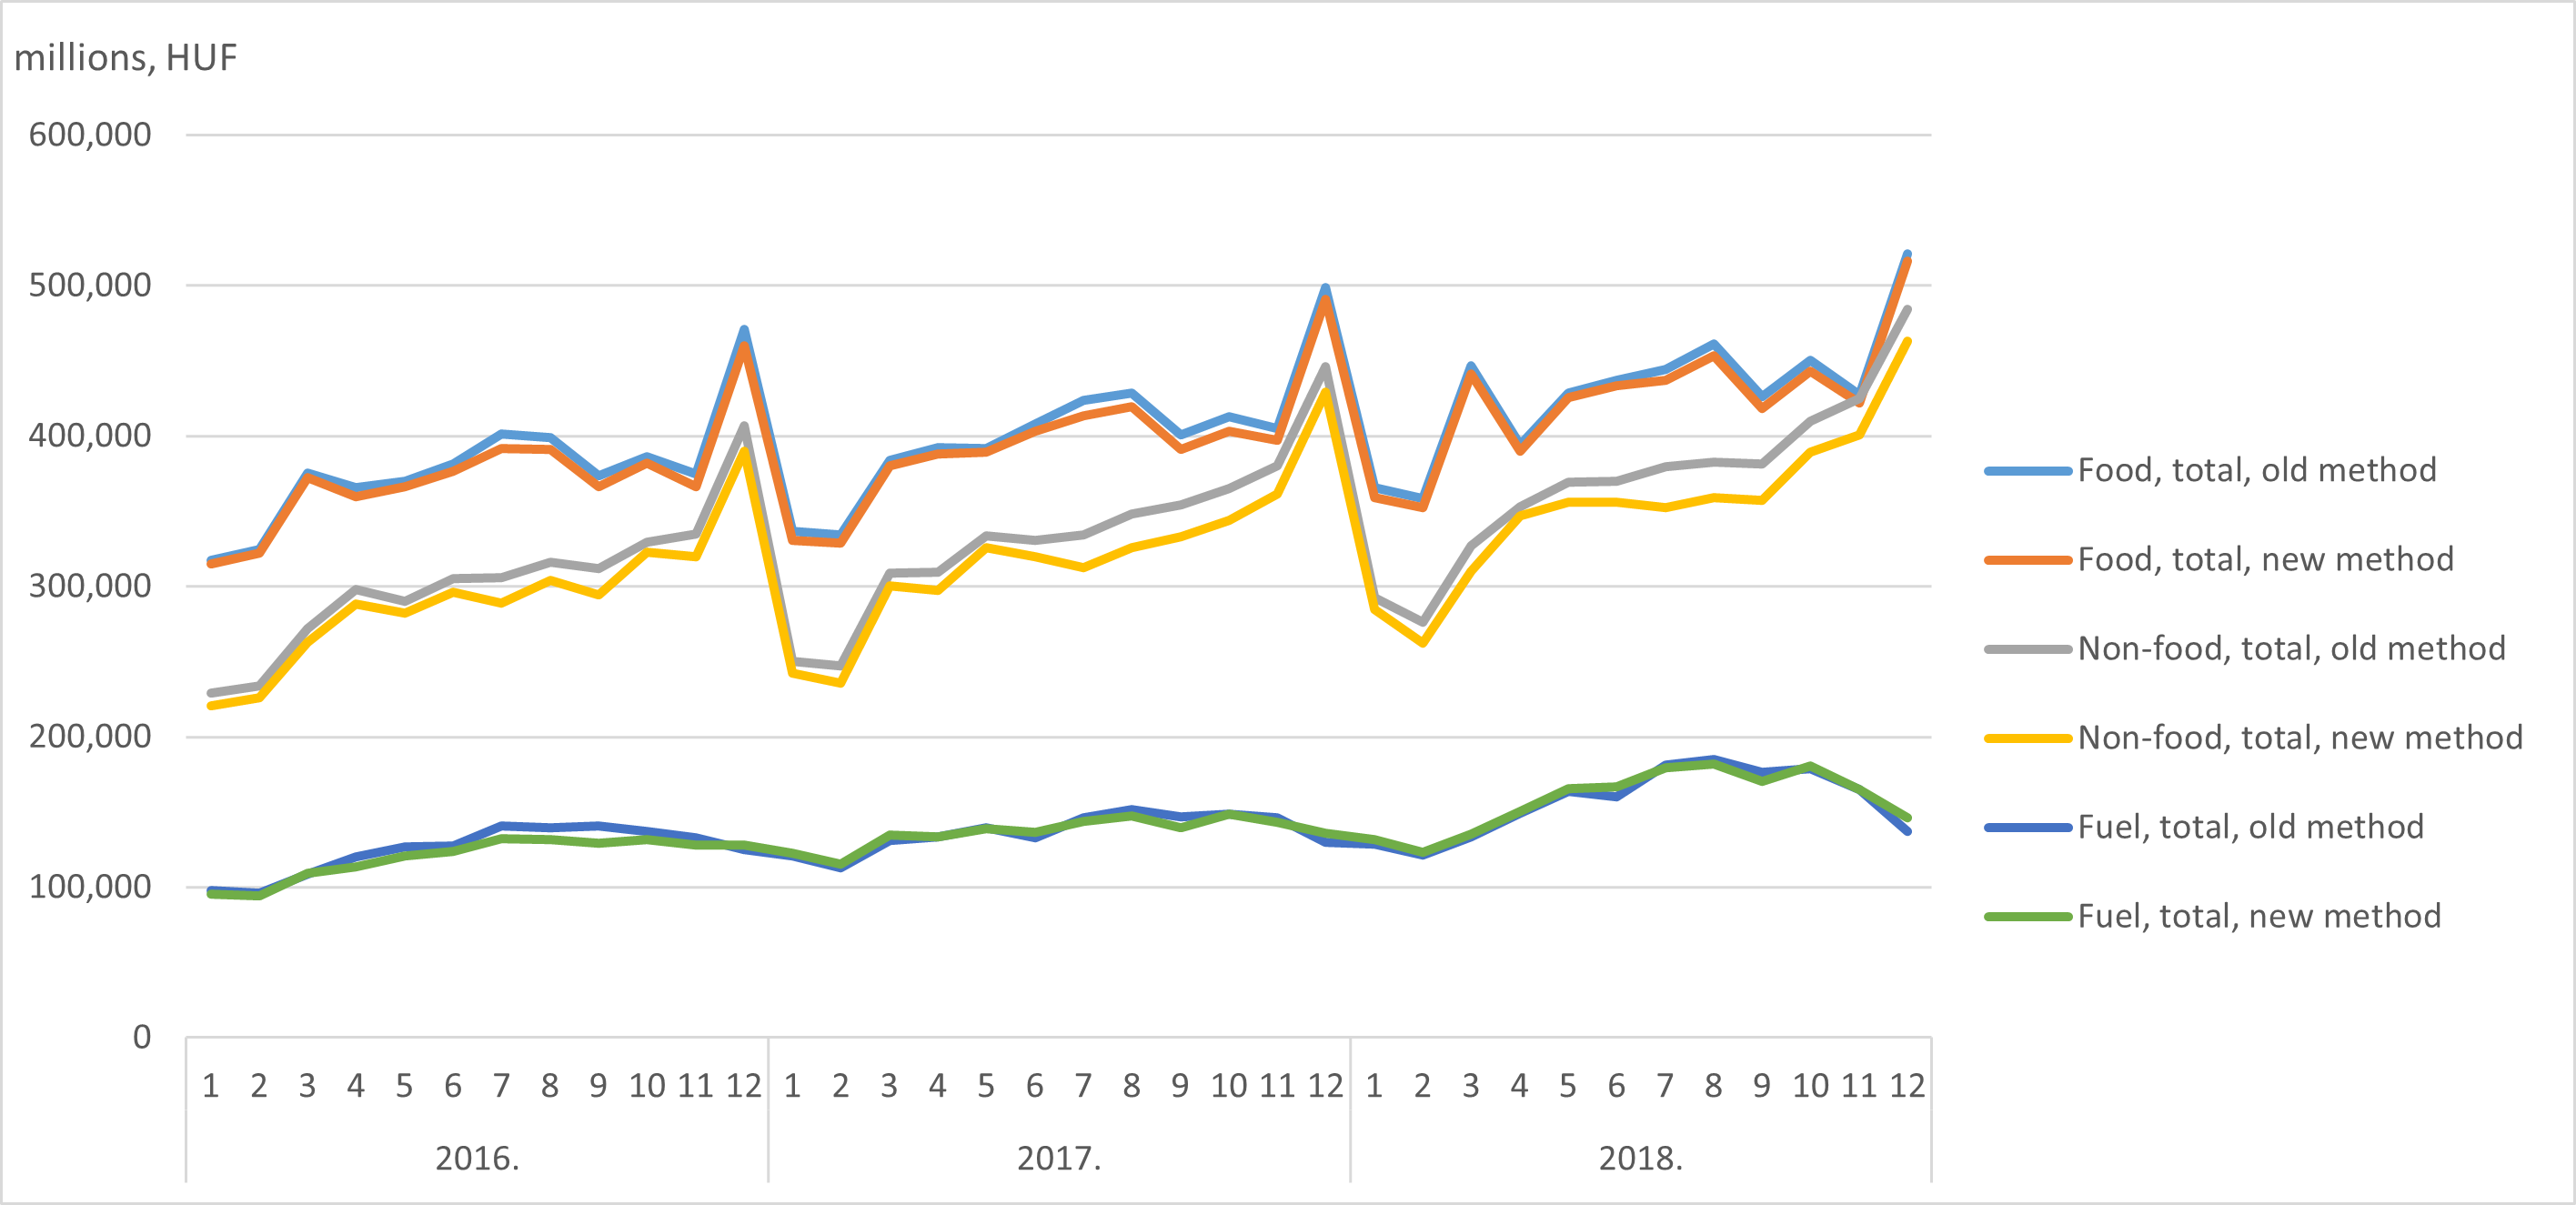 millions, HUF
600,000
500,000
400,000
300,000
200,000
100,000
0
1 2 3 4 5 6 7 8 9 10 11 12 1 2 3 4 5 6 7 8 9 10 11 12 1 2 3 4 5 6 7 8 9 10 11 12
2016. 2017. 2018.
Food, total, old method
Food, total, new method
Non-food, total, old method
Non-food, total, new method
Fuel, total, old method
Fuel, total, new method